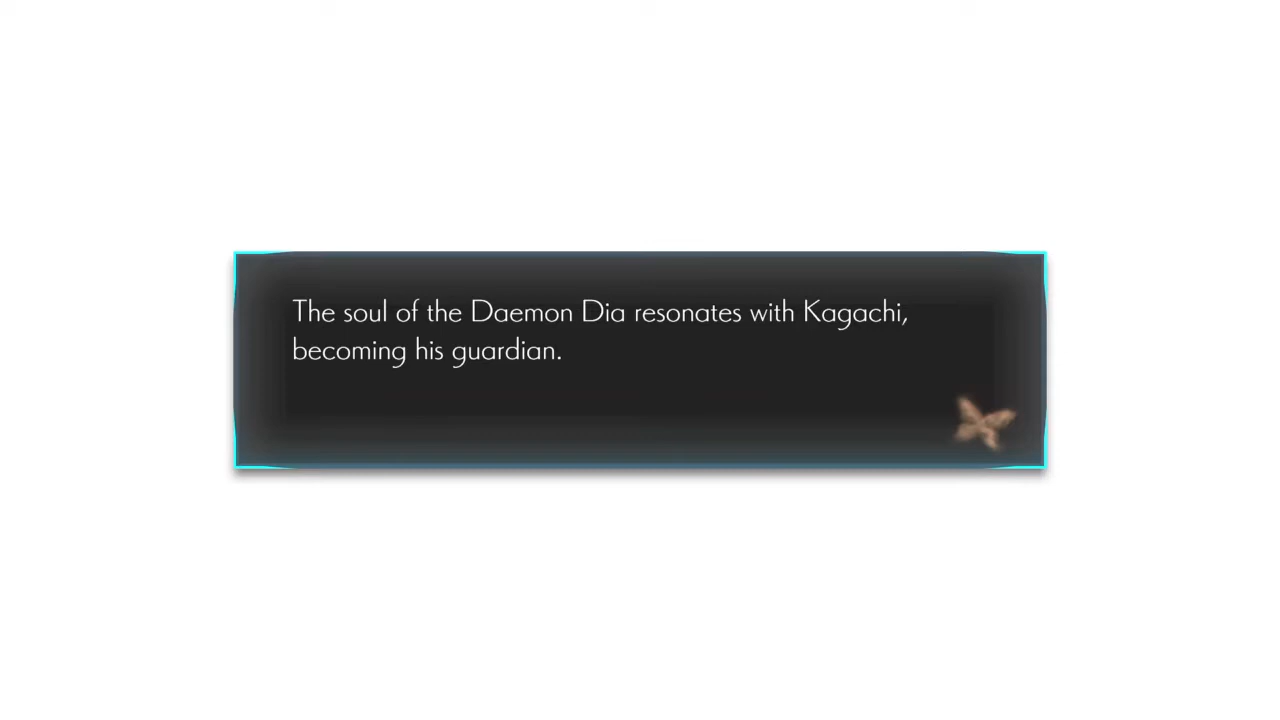 The soul of the Daemon Dia resonates with Kagachi,
becoming his guardian.